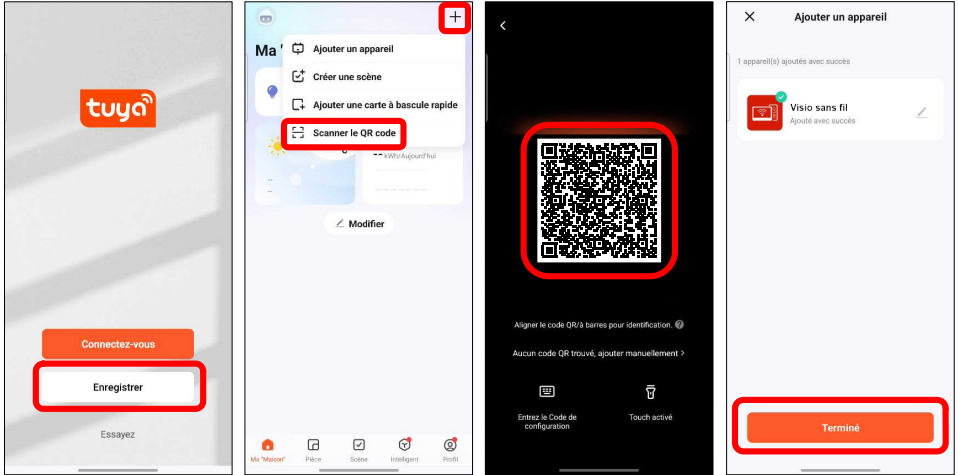 tuya
Connectez-vous
Enregistrer
Essayez
Ma "
Ajouter un appareil
Créer une scène
Ajouter une carte à bascule rapide
Scanner le QR code
-- kWh/Aujourd'hui
Modifier
Ma "Maison"
Pièce
Scène
Intelligent
Profil
Aligner le code QR/à barres pour identification.
Aucun code QR trouvé, ajouter manuellement >
Entrez le Code de
configuration
Touch activé
Ajouter un appareil
1 appareil(s) ajoutés avec succès
Visio sans fil
Ajouté avec succès
Terminé